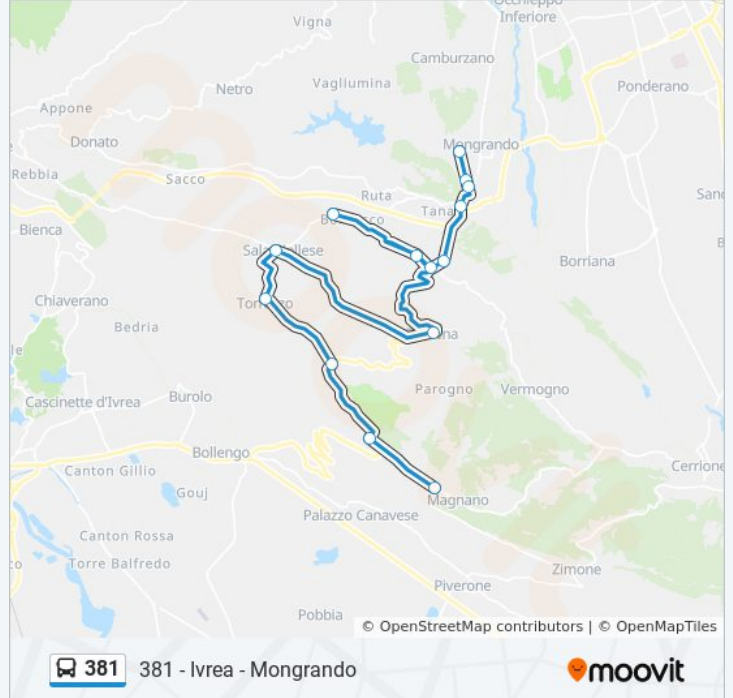 Occhieppo
Inferiore
Vigna
Camburzano
Vagllumina
Netro
Ponderano
Appone
Donato
Mongrando
Rebbia
Sacco
Ruta
Tana
Bienca
Borriana
Chiaverano
Bedria
Parogno
Vermogno
Cascinette d'Ivrea
Burolo
Bollengo
Canton Gillio
Gouj
Cerrione
Magnano
Palazzo Canavese
Canton Rossa
Torre Balfredo
Zimone
Piverone
Pobbia
© OpenStreetMap contributors | © OpenMapTiles
381 381 - Ivrea - Mongrando
moovit